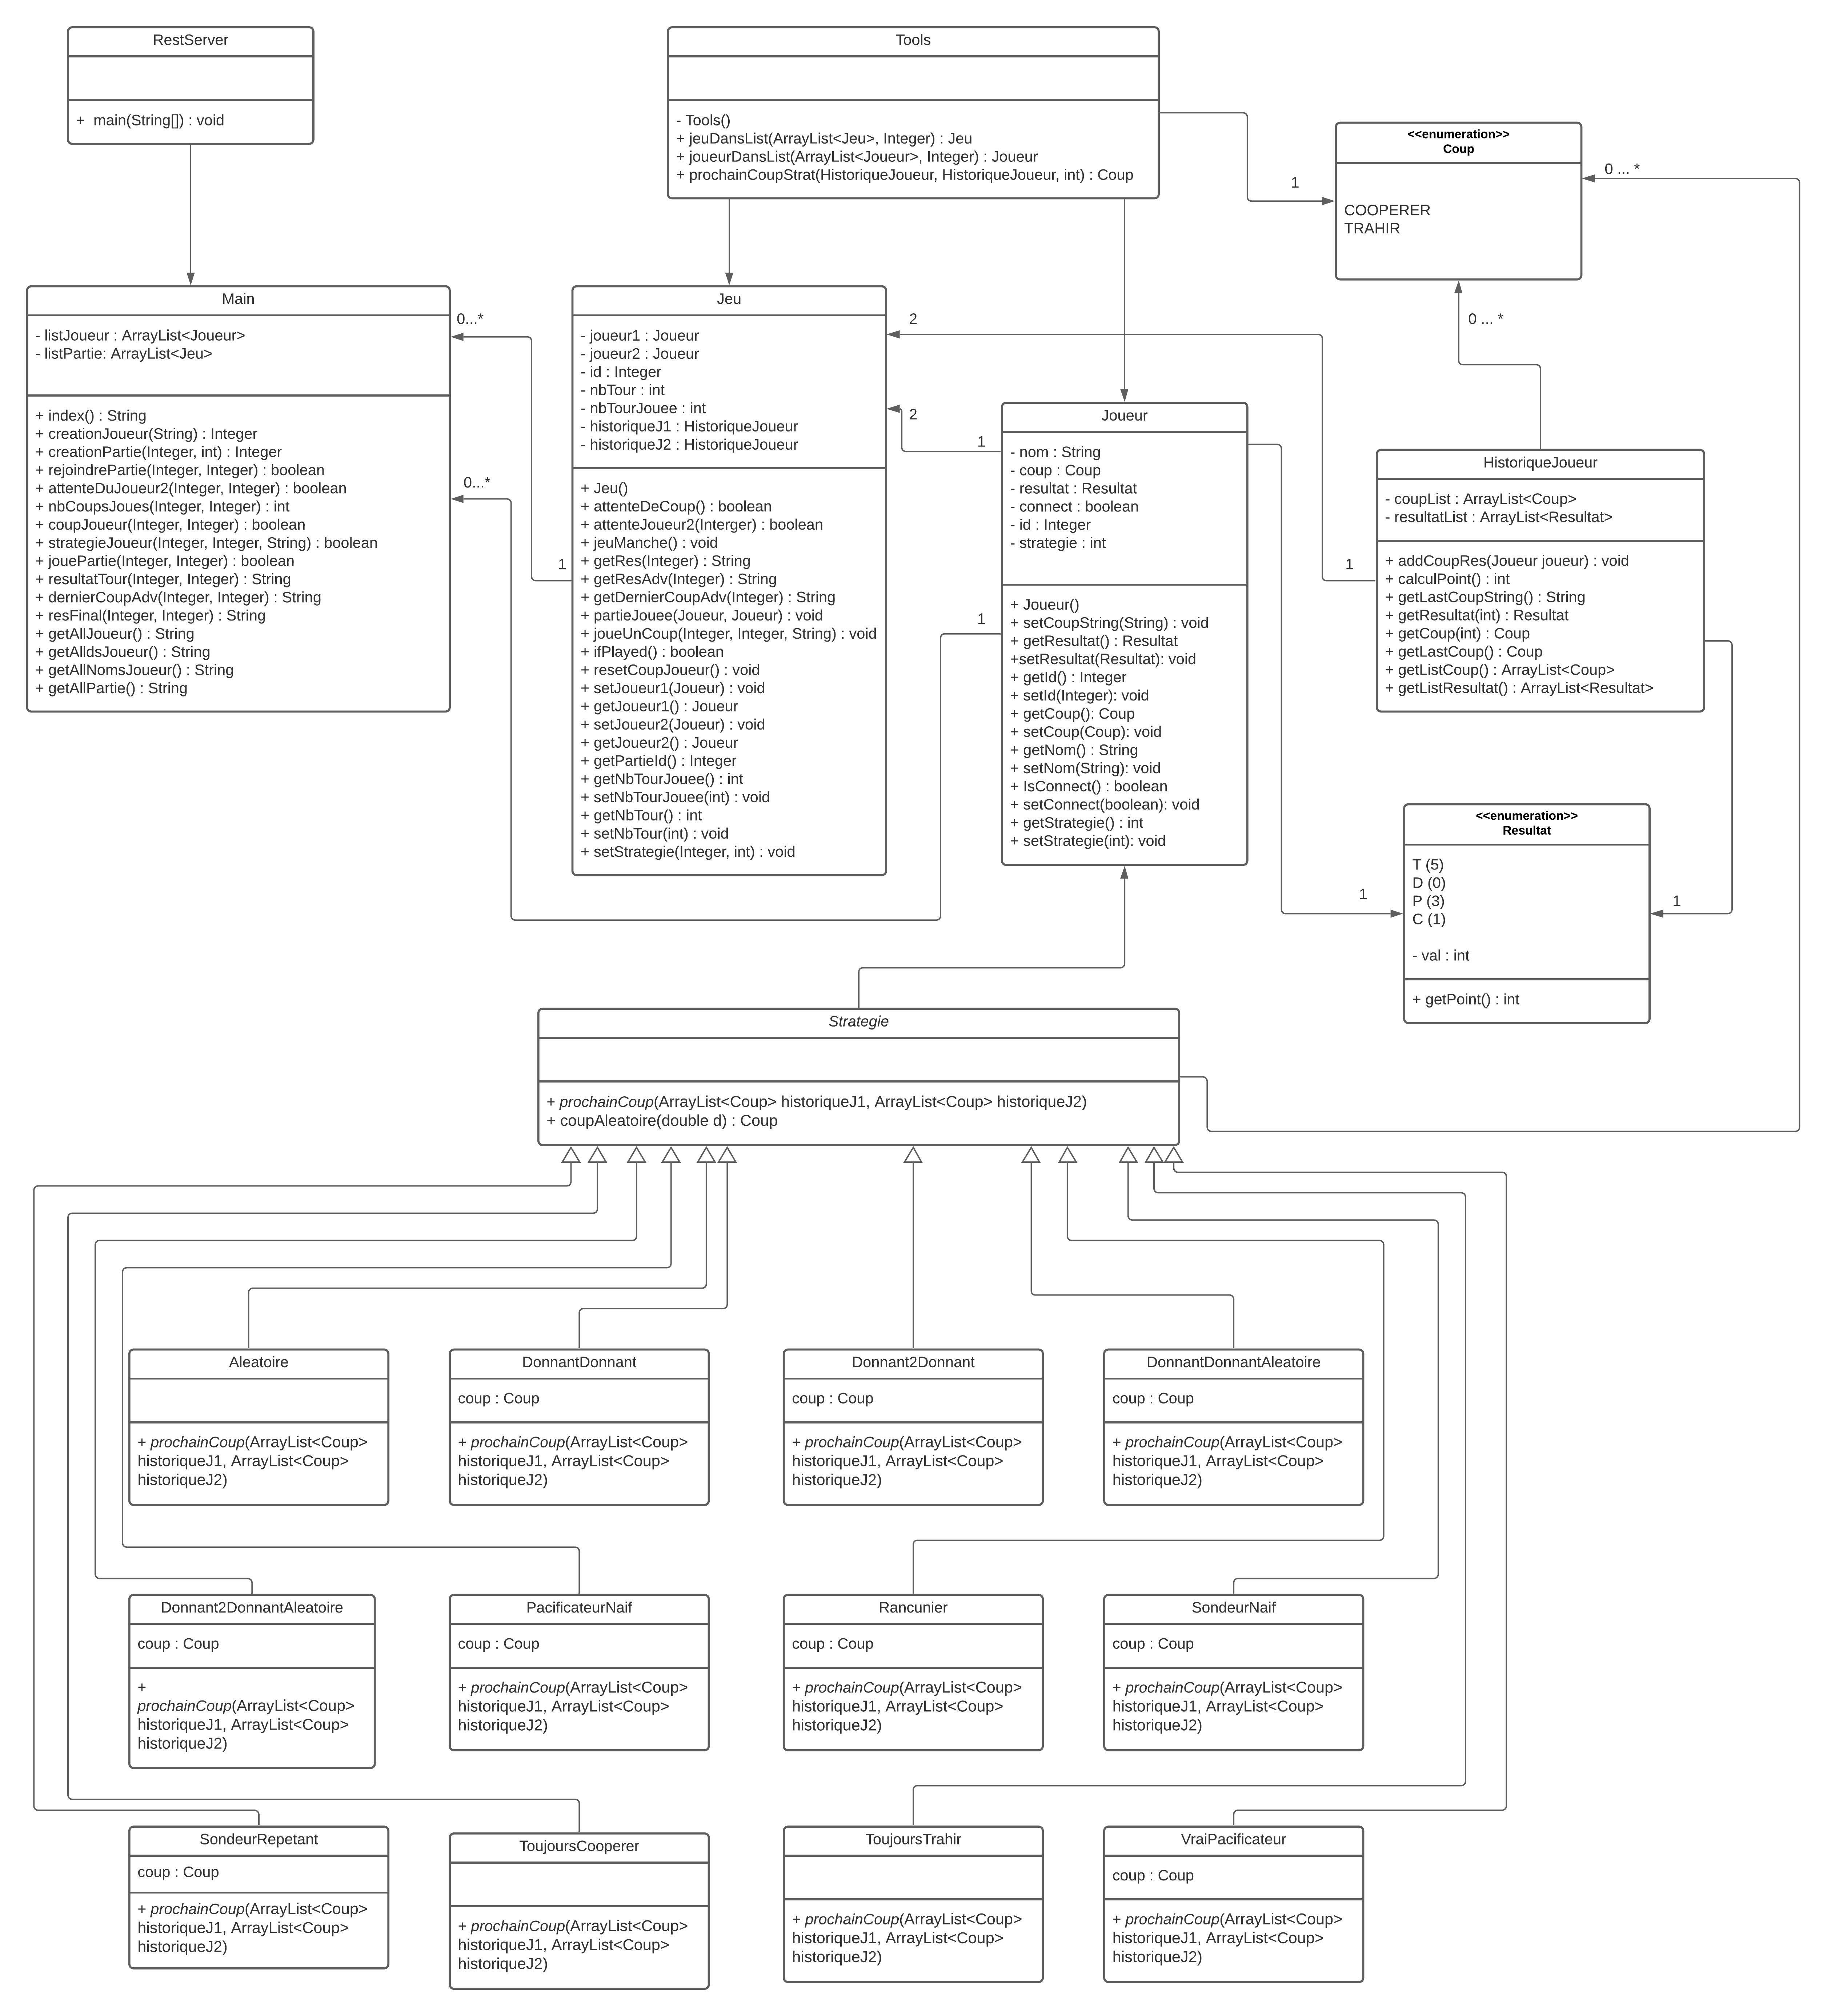 RestServer
+  main(String[]) : void
Tools
- Tools()
+ jeuDansList(ArrayList<Jeu>, Integer) : Jeu
+ joueurDansList(ArrayList<Joueur>, Integer) : Joueur
+ prochainCoupStrat(HistoriqueJoueur, HistoriqueJoueur, int) : Coup
1
<<enumeration>>
Coup
COOPERER
TRAHIR
0 ... *
0 ... *
Main
- listJoueur : ArrayList<Joueur>
- listPartie: ArrayList<Jeu>
+ index() : String
+ creationJoueur(String) : Integer
+ creationPartie(Integer, int) : Integer
+ rejoindrePartie(Integer, Integer) : boolean
+ attenteDuJoueur2(Integer, Integer) : boolean
+ nbCoupsJoues(Integer, Integer) : int
+ coupJoueur(Integer, Integer) : boolean
+ strategieJoueur(Integer, Integer, String) : boolean
+ jouePartie(Integer, Integer) : boolean
+ resultatTour(Integer, Integer) : String
+ dernierCoupAdv(Integer, Integer) : String
+ resFinal(Integer, Integer) : String
+ getAllJoueur() : String
+ getAlldsJoueur() : String
+ getAllNomsJoueur() : String
+ getAllPartie() : String
0...*
0...*
1
1
Jeu
- joueur1 : Joueur
- joueur2 : Joueur
- id : Integer
- nbTour : int
- nbTourJouee : int
- historiqueJ1 : HistoriqueJoueur
- historiqueJ2 : HistoriqueJoueur
+ Jeu()
+ attenteDeCoup() : boolean
+ attenteJoueur2(Interger) : boolean
+ jeuManche() : void
+ getRes(Integer) : String
+ getResAdv(Integer) : String
+ getDernierCoupAdv(Integer) : String
+ partieJouee(Joueur, Joueur) : void
+ joueUnCoup(Integer, Integer, String) : void
+ ifPlayed() : boolean
+ resetCoupJoueur() : void
+ setJoueur1(Joueur) : void
+ getJoueur1() : Joueur
+ setJoueur2(Joueur) : void
+ getJoueur2() : Joueur
+ getPartieId() : Integer
+ getNbTourJouee() : int
+ setNbTourJouee(int) : void
+ getNbTour() : int
+ setNbTour(int) : void
+ setStrategie(Integer, int) : void
2
2
1
1
Joueur
- nom : String
- coup : Coup
- resultat : Resultat
- connect : boolean
- id : Integer
- strategie : int
+ Joueur()
+ setCoupString(String) : void
+ getResultat() : Resultat
+setResultat(Resultat): void
+ getId() : Integer
+ setId(Integer): void
+ getCoup(): Coup
+ setCoup(Coup): void
+ getNom() : String
+ setNom(String): void
+ IsConnect() : boolean
+ setConnect(boolean): void
+ getStrategie() : int
+ setStrategie(int): void
HistoriqueJoueur
- coupList : ArrayList<Coup>
- resultatList : ArrayList<Resultat>
+ addCoupRes(Joueur joueur) : void
+ calculPoint() : int
+ getLastCoupString() : String
+ getResultat(int) : Resultat
+ getCoup(int) : Coup
+ getLastCoup() : Coup
+ getListCoup() : ArrayList<Coup>
+ getListResultat() : ArrayList<Resultat>
1
1
<<enumeration>>
Resultat
T (5)
D (0)
P (3)
C (1)
- val : int
+ getPoint() : int
Strategie
+ prochainCoup(ArrayList<Coup> historiqueJ1, ArrayList<Coup> historiqueJ2)
+ coupAleatoire(double d) : Coup
Aleatoire
+ prochainCoup(ArrayList<Coup>
historiqueJ1, ArrayList<Coup>
historiqueJ2)
DonnantDonnant
coup : Coup
+ prochainCoup(ArrayList<Coup>
historiqueJ1, ArrayList<Coup>
historiqueJ2)
Donnant2Donnant
coup : Coup
+ prochainCoup(ArrayList<Coup>
historiqueJ1, ArrayList<Coup>
historiqueJ2)
DonnantDonnantAleatoire
coup : Coup
+ prochainCoup(ArrayList<Coup>
historiqueJ1, ArrayList<Coup>
historiqueJ2)
Donnant2DonnantAleatoire
coup : Coup
+
prochainCoup(ArrayList<Coup>
historiqueJ1, ArrayList<Coup>
historiqueJ2)
PacificateurNaif
coup : Coup
+ prochainCoup(ArrayList<Coup>
historiqueJ1, ArrayList<Coup>
historiqueJ2)
Rancunier
coup : Coup
+ prochainCoup(ArrayList<Coup>
historiqueJ1, ArrayList<Coup>
historiqueJ2)
SondeurNaif
coup : Coup
+ prochainCoup(ArrayList<Coup>
historiqueJ1, ArrayList<Coup>
historiqueJ2)
SondeurRepetant
coup : Coup
+ prochainCoup(ArrayList<Coup>
historiqueJ1, ArrayList<Coup>
historiqueJ2)
ToujoursCooperer
+ prochainCoup(ArrayList<Coup>
historiqueJ1, ArrayList<Coup>
historiqueJ2)
ToujoursTrahir
+ prochainCoup(ArrayList<Coup>
historiqueJ1, ArrayList<Coup>
historiqueJ2)
VraiPacificateur
coup : Coup
+ prochainCoup(ArrayList<Coup>
historiqueJ1, ArrayList<Coup>
historiqueJ2)